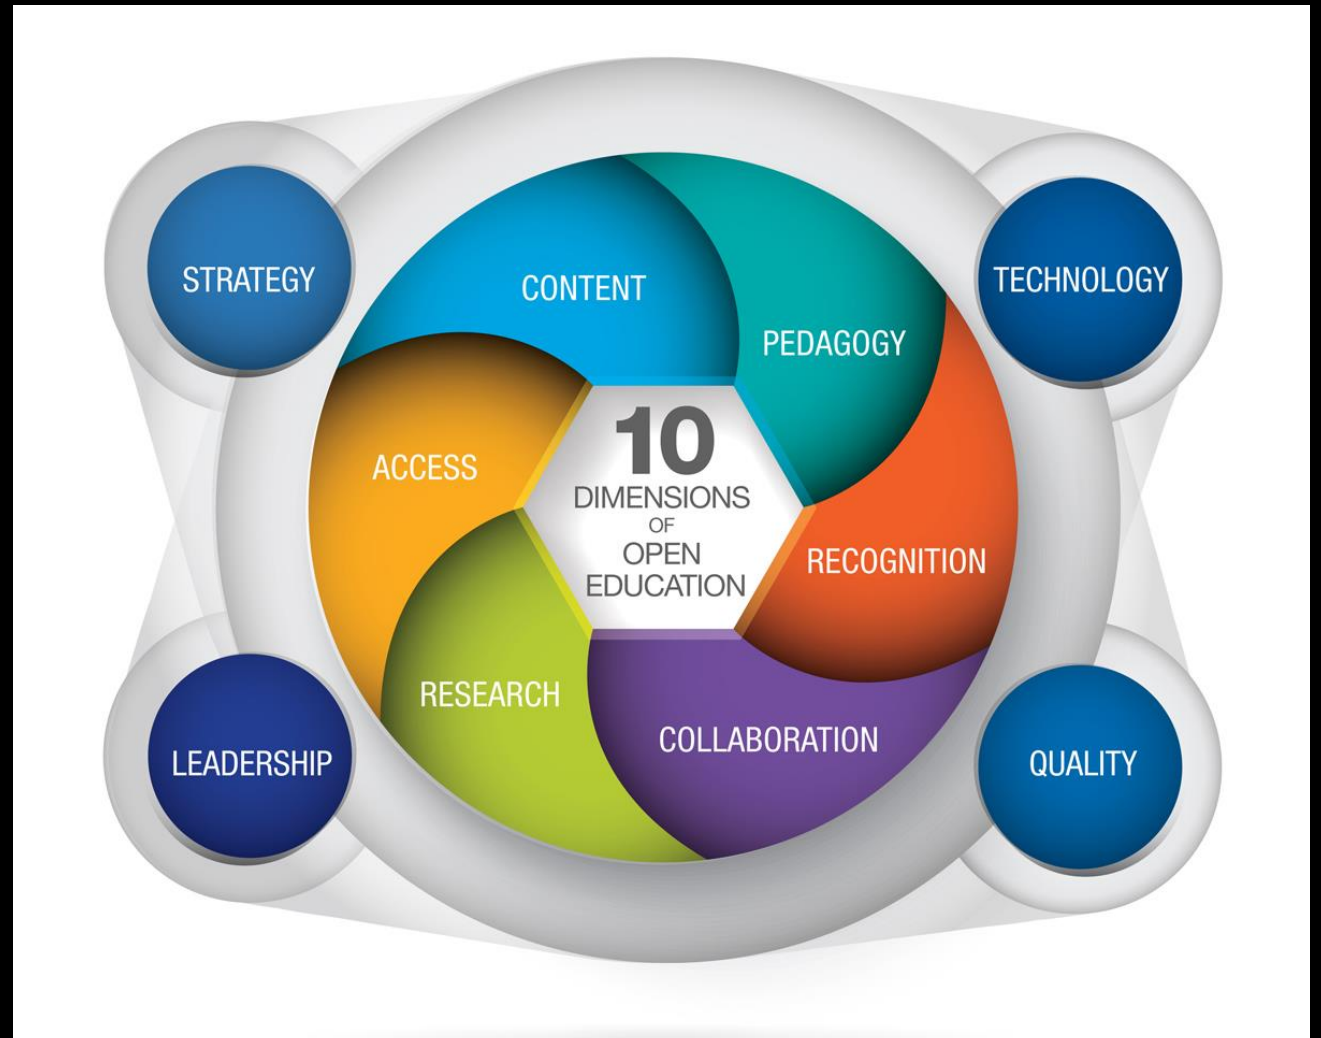 STRATEGY
TECHNOLOGY
CONTENT
PEDAGOGY
ACCESS
10
DIMENSIONS
OF
OPEN
EDUCATION
RECOGNITION
RESEARCH
COLLABORATION
LEADERSHIP
QUALITY